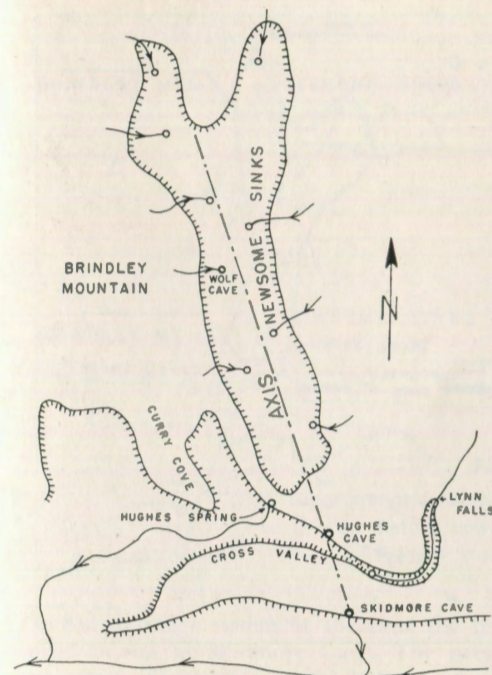 NEWSOME SINKS
BRINDLEY
MOUNTAIN
WOLF
CAVE
N
AXIS
CURRY COVE
LYNN
FALLS
HUGHES SPRING
HUGHES
CAVE
CROSS VALLEY
SKIDMORE CAVE